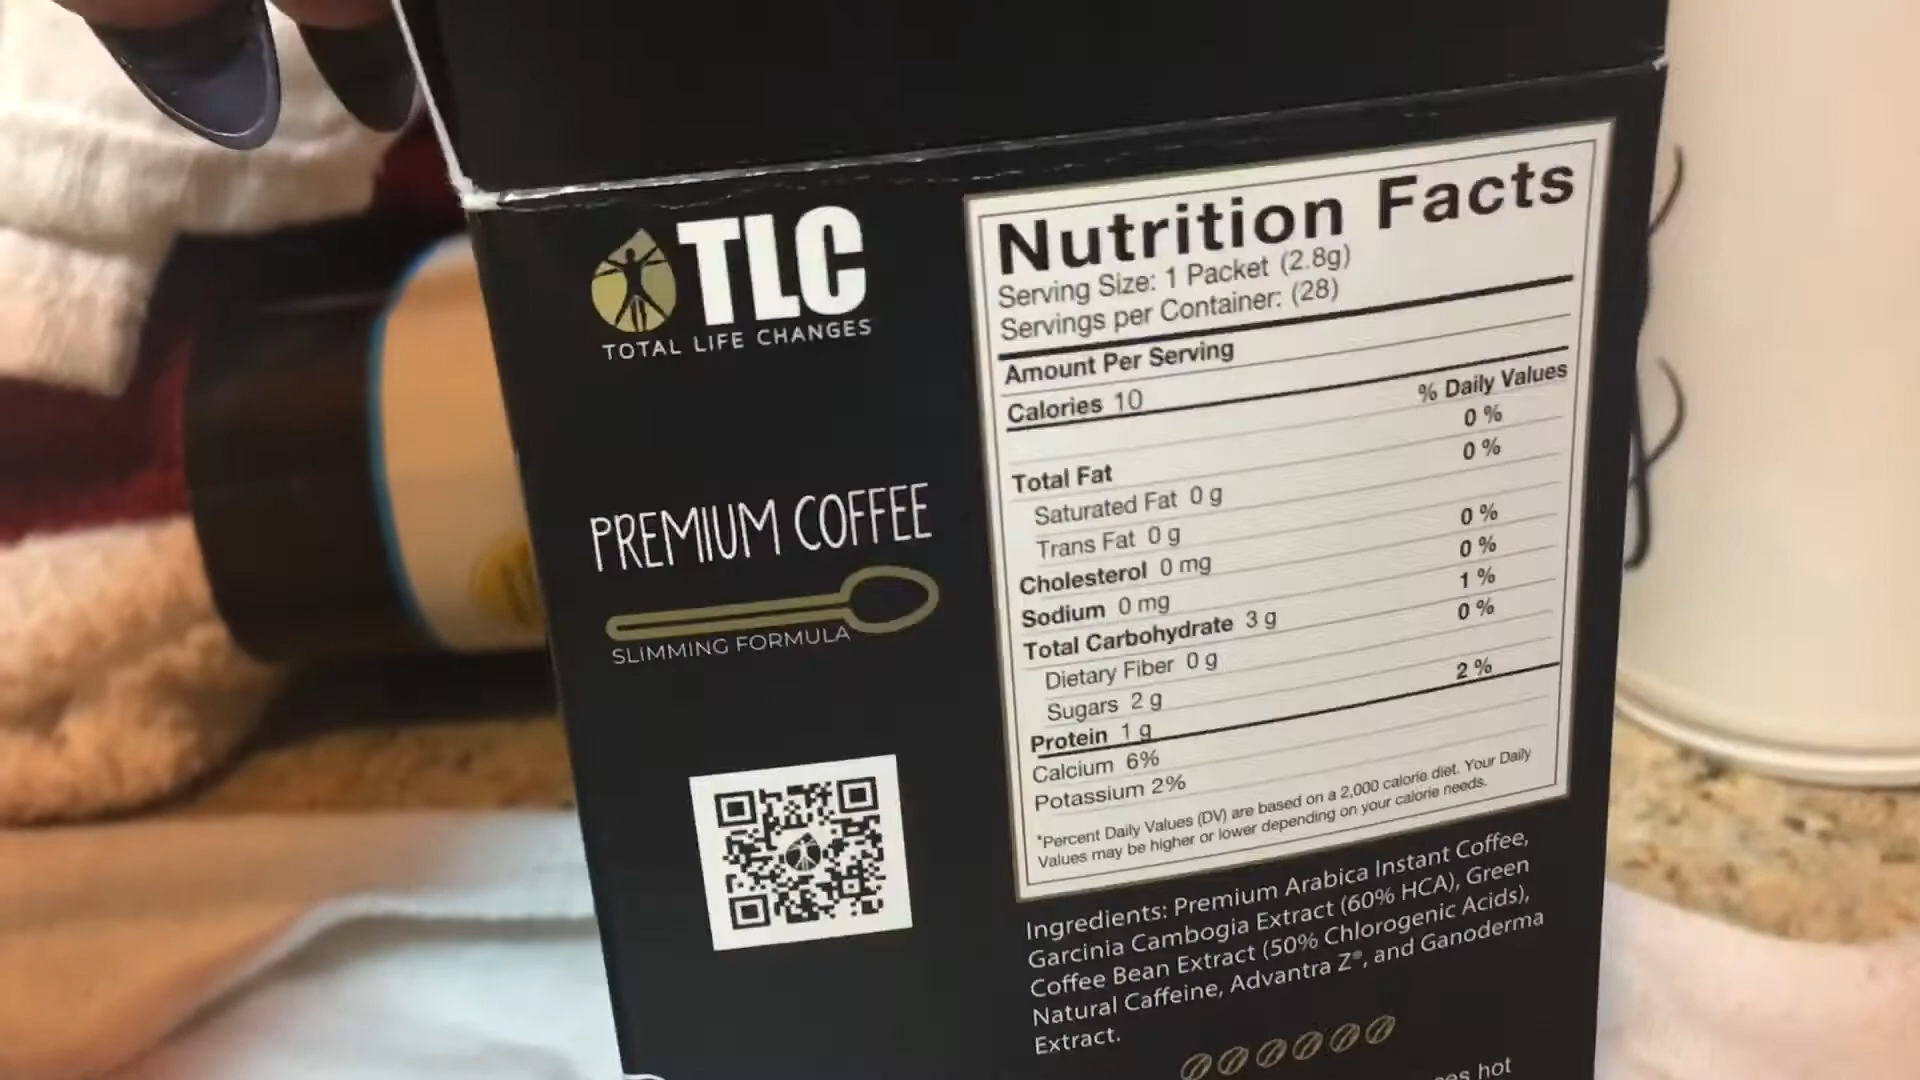 TLC
TOTAL LIFE CHANGES
PREMIUM COFFEE
SLIMMING FORMULA
Nutrition Facts
Serving Size: 1 Packet (2.8g)
Servings per Container: (28)
Amount Per Serving
Calories 10
% Daily Values
Total Fat 0 %
Saturated Fat 0 g 0 %
Trans Fat 0 g
Cholesterol 0 mg 0 %
Sodium 0 mg 0 %
Total Carbohydrate 3 g 1 %
Dietary Fiber 0 g 0 %
Sugars 2 g
Protein 1 g 2 %
Calcium 6%
Potassium 2%
*Percent Daily Values (DV) are based on a 2,000 calorie diet. Your Daily
Values may be higher or lower depending on your calorie needs.
Ingredients: Premium Arabica Instant Coffee,
Garcinia Cambogia Extract (60% HCA), Green
Coffee Bean Extract (50% Chlorogenic Acids),
Natural Caffeine, Advantra Z®, and Ganoderma
Extract.
hot